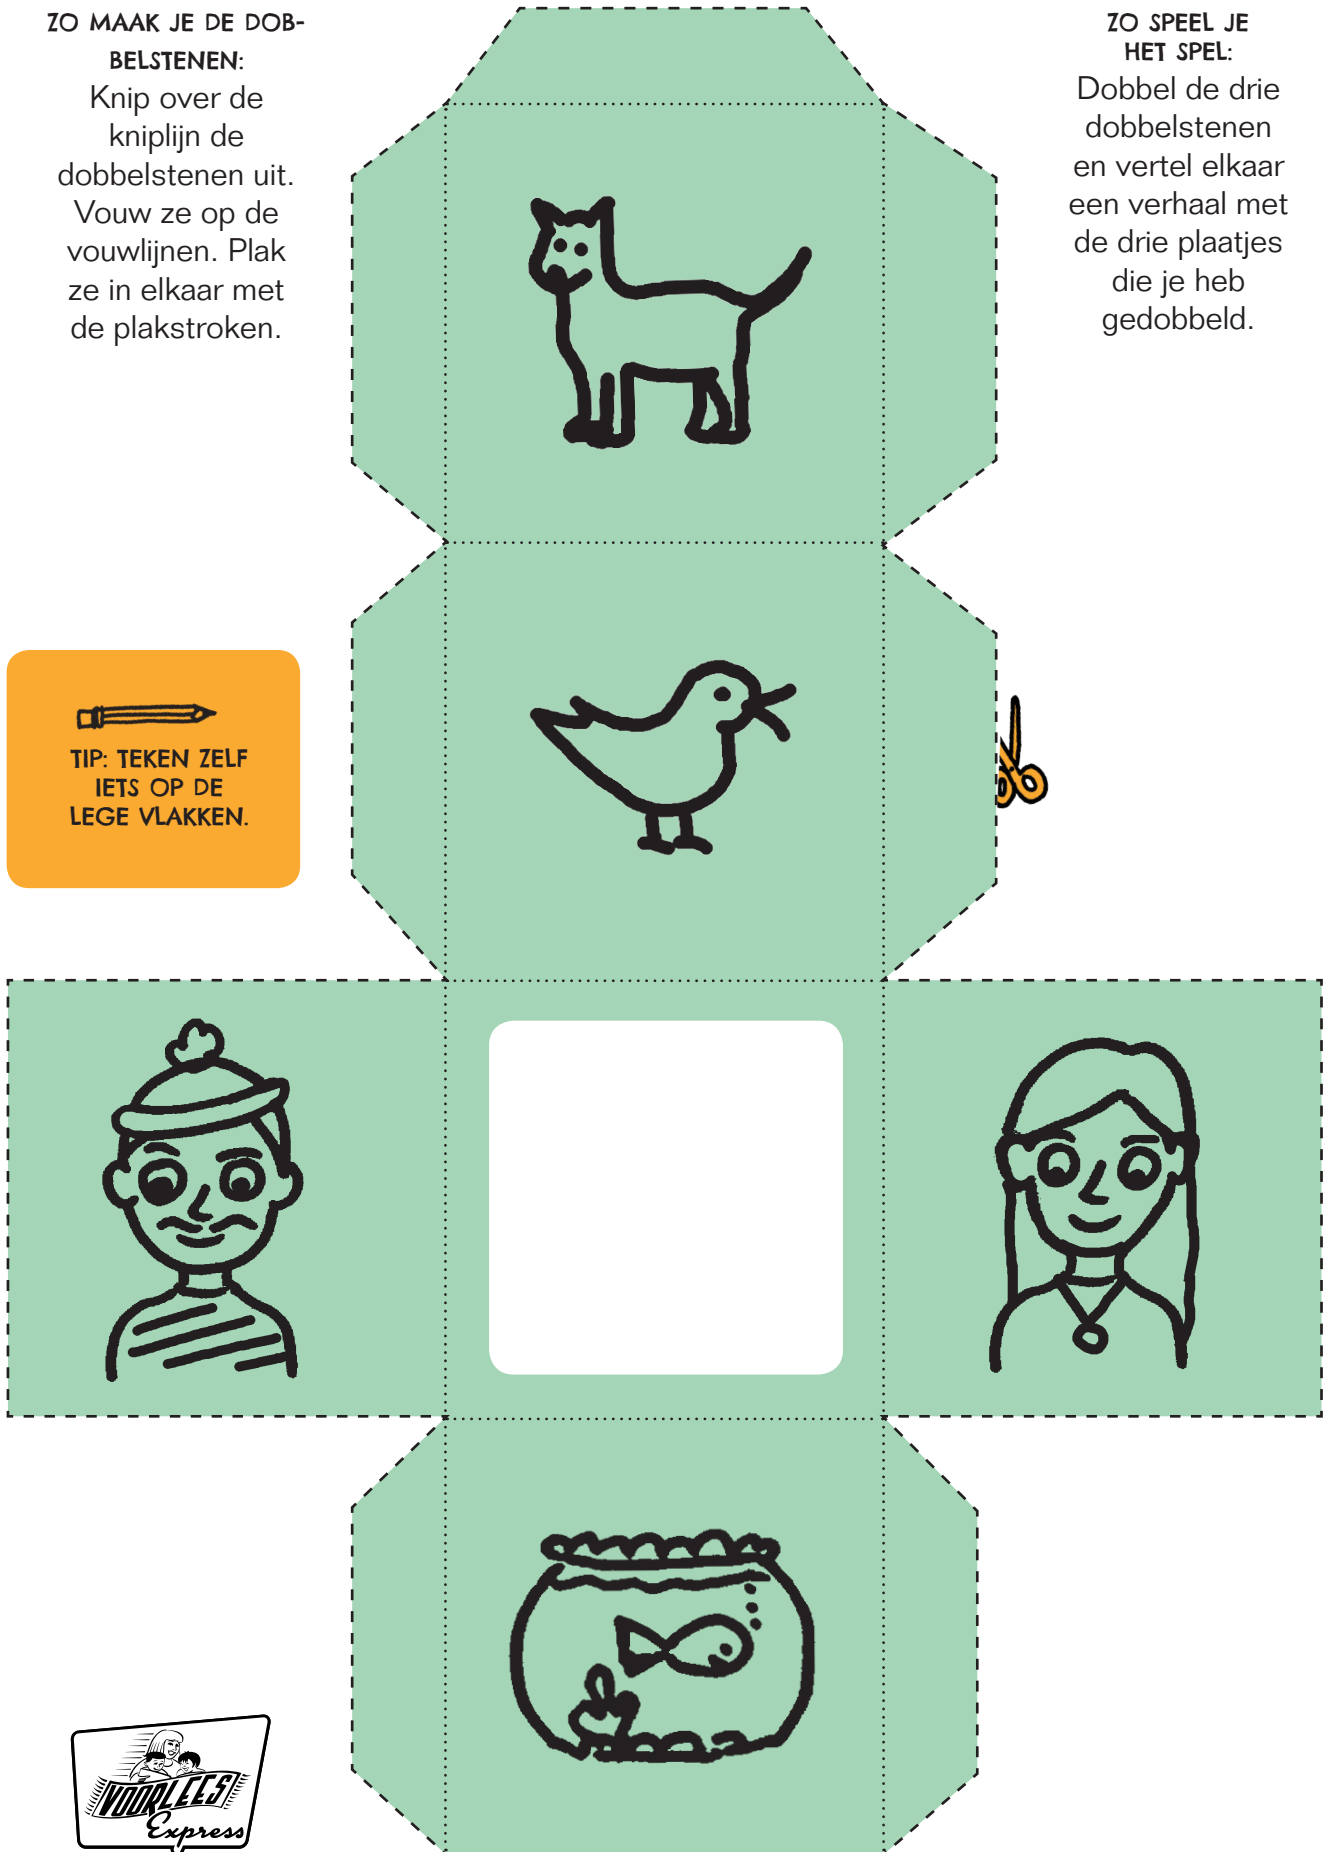 ZO MAAK JE DE DOB-
BELSTENEN:
Knip over de
kniplijn de
dobbelstenen uit.
Vouw ze op de
vouwlijnen. Plak
ze in elkaar met
de plakstroken.
ZO SPEEL JE
HET SPEL:
Dobbel de drie
dobbelstenen
en vertel elkaar
een verhaal met
de drie plaatjes
die je heb
gedobbeld.
TIP: TEKEN ZELF
IETS OP DE
LEGE VLAKKEN.
VOORLEES
Express